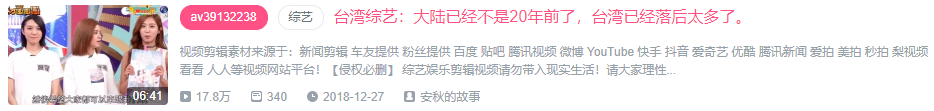 av39132238 综艺 台湾综艺：大陆已经不是20年前了，台湾已经落后太多了。
视频剪辑素材来源于：新闻剪辑 车友提供 粉丝提供 百度 贴吧 腾讯视频 微博 YouTube 快手 抖音 爱奇艺 优酷 腾讯新闻 爱拍 美拍 秒拍 梨视频
看看 人人等视频网站平台！【侵权必删】 综艺娱乐剪辑视频请勿带入现实生活！请大家理性...
06:41
17.8万 340 2018-12-27 安秋的故事